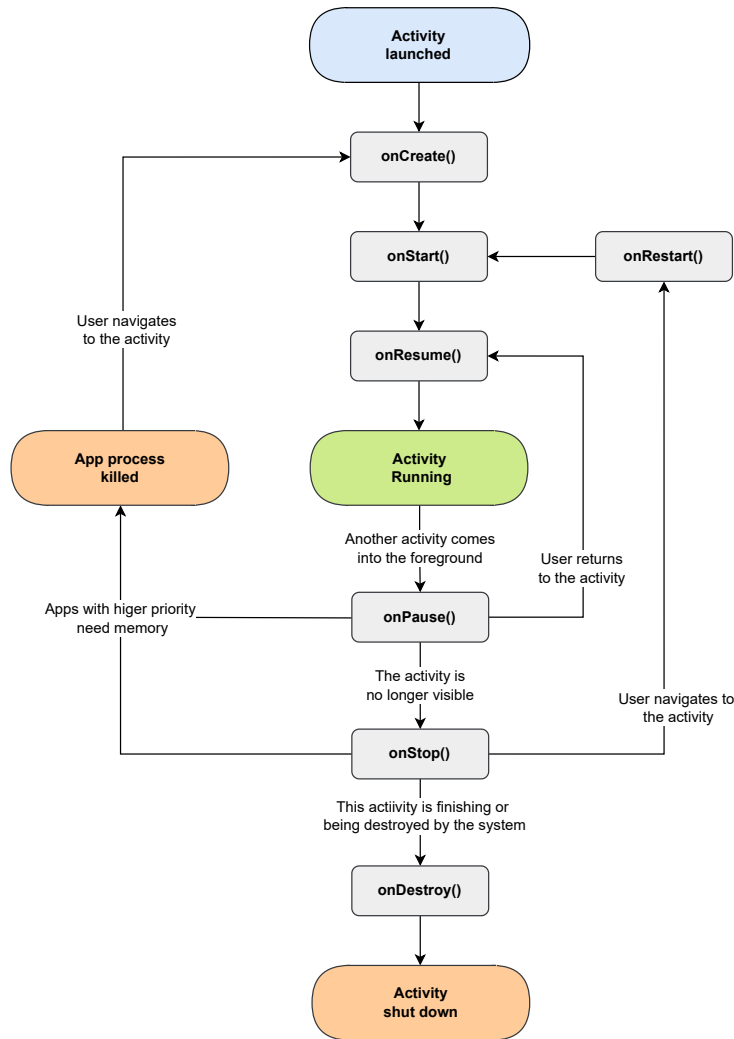 Activity
launched
onCreate()
onStart()
onRestart()
User navigates
to the activity
onResume()
App process
killed
Activity
Running
Another activity comes
into the foreground
User returns
to the activity
Apps with higer priority
need memory
onPause()
The activity is
no longer visible
User navigates to
the activity
onStop()
This actiivity is finishing or
being destroyed by the system
onDestroy()
Activity
shut down